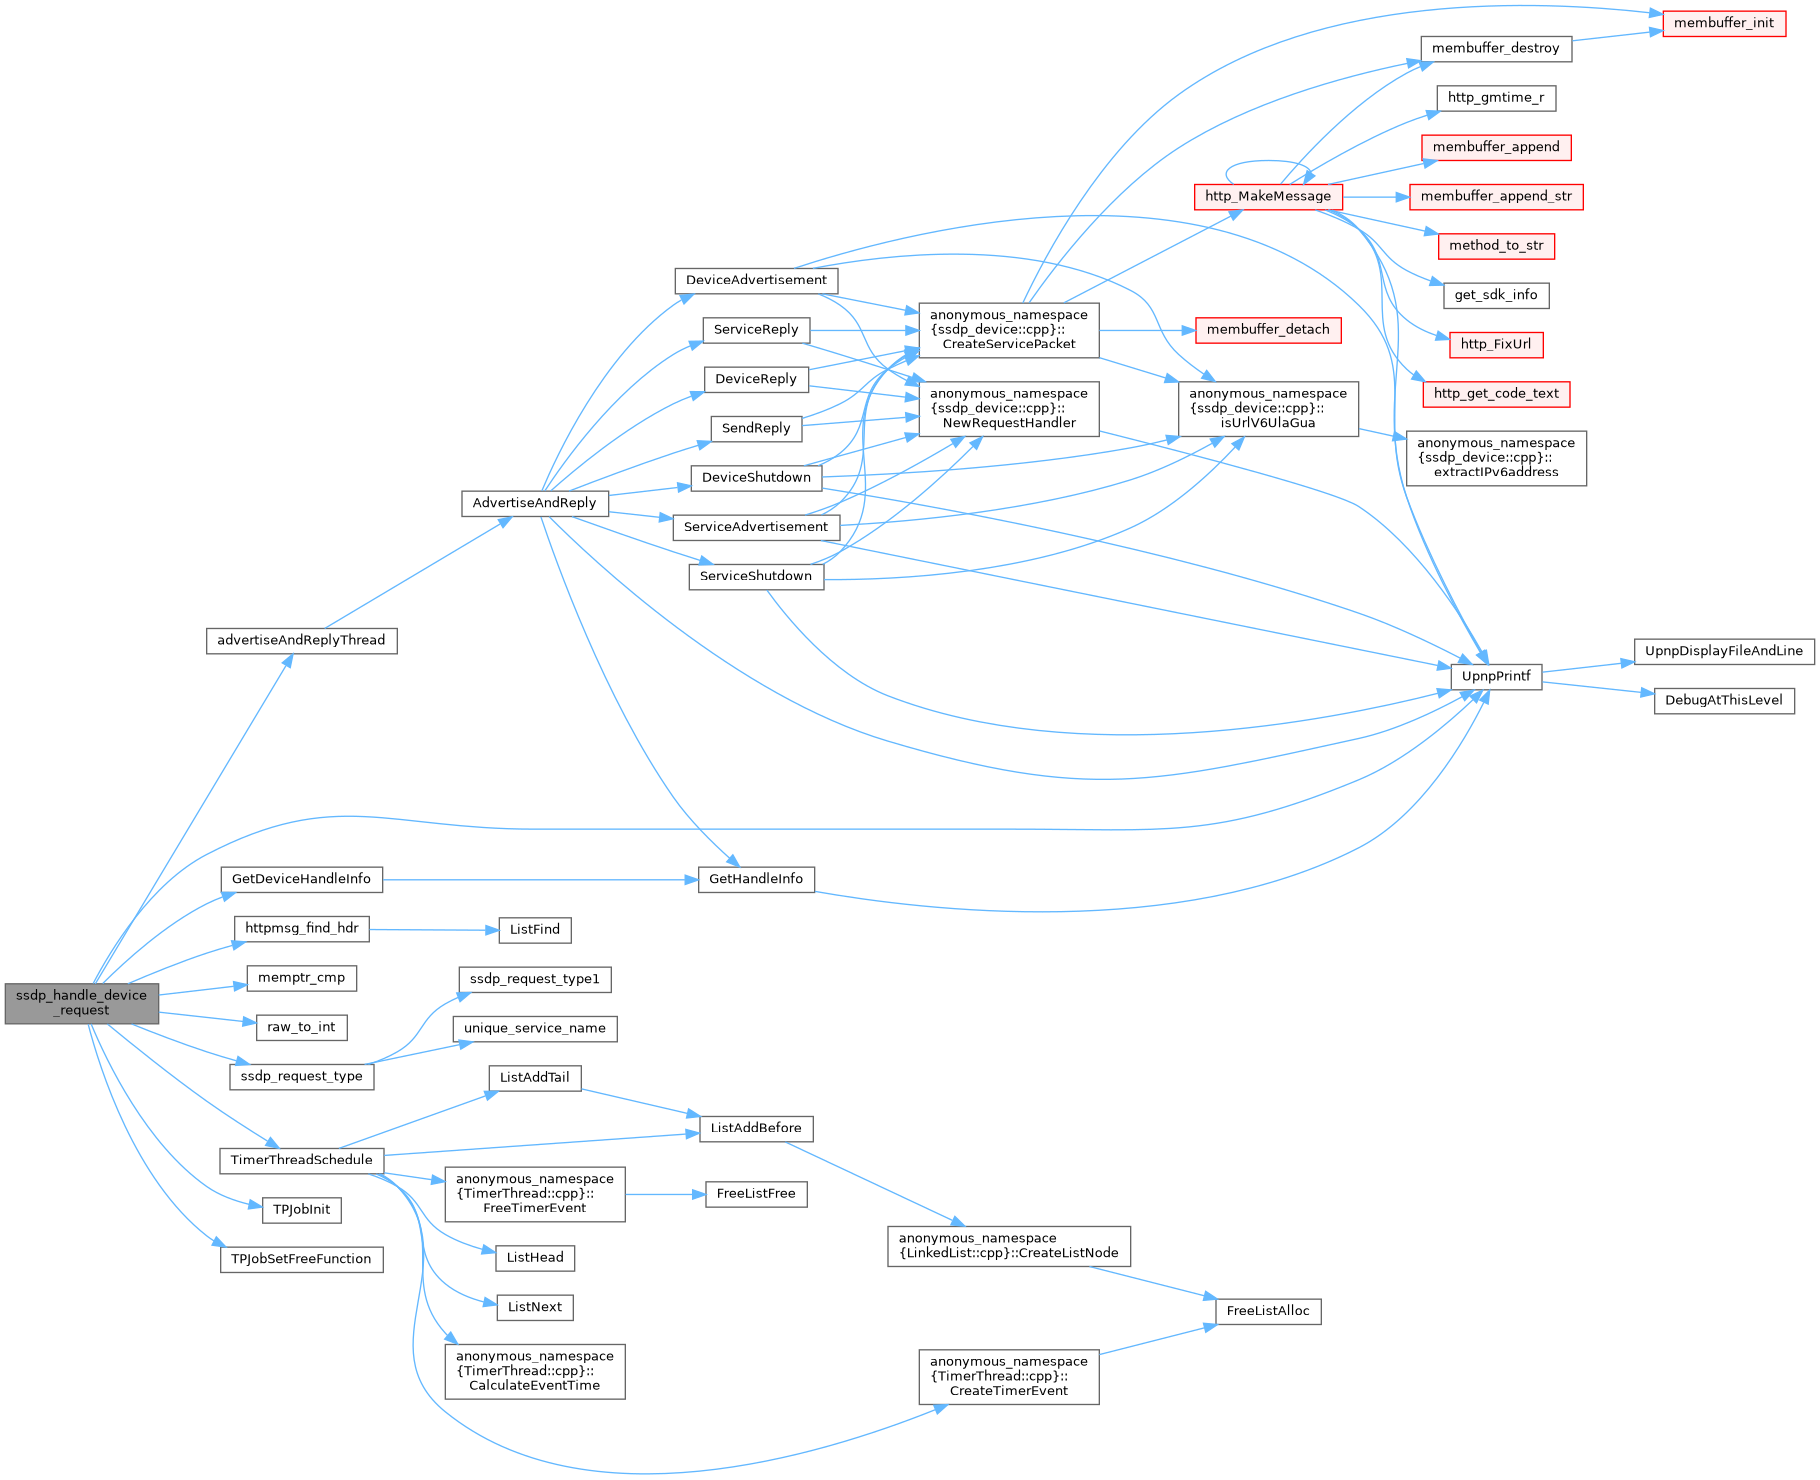 membuffer_init
membuffer_destroy
http_gmtime_r
membuffer_append
http_MakeMessage
membuffer_append_str
method_to_str
DeviceAdvertisement
get_sdk_info
anonymous_namespace
{ssdp_device::cpp}::
CreateServicePacket
ServiceReply
membuffer_detach
http_FixUrl
DeviceReply
anonymous_namespace
{ssdp_device::cpp}::
NewRequestHandler
anonymous_namespace
{ssdp_device::cpp}::
isUrlV6UlaGua
http_get_code_text
SendReply
anonymous_namespace
{ssdp_device::cpp}::
extractIPv6address
DeviceShutdown
AdvertiseAndReply
ServiceAdvertisement
ServiceShutdown
advertiseAndReplyThread
UpnpDisplayFileAndLine
UpnpPrintf
DebugAtThisLevel
GetDeviceHandleInfo
GetHandleInfo
httpmsg_find_hdr
ListFind
memptr_cmp
ssdp_request_type1
ssdp_handle_device
_request
raw_to_int
unique_service_name
ssdp_request_type
ListAddTail
ListAddBefore
TimerThreadSchedule
anonymous_namespace
{TimerThread::cpp}::
FreeTimerEvent
FreeListFree
TPJobInit
anonymous_namespace
{LinkedList::cpp}::CreateListNode
TPJobSetFreeFunction
ListHead
ListNext
FreeListAlloc
anonymous_namespace
{TimerThread::cpp}::
CalculateEventTime
anonymous_namespace
{TimerThread::cpp}::
CreateTimerEvent